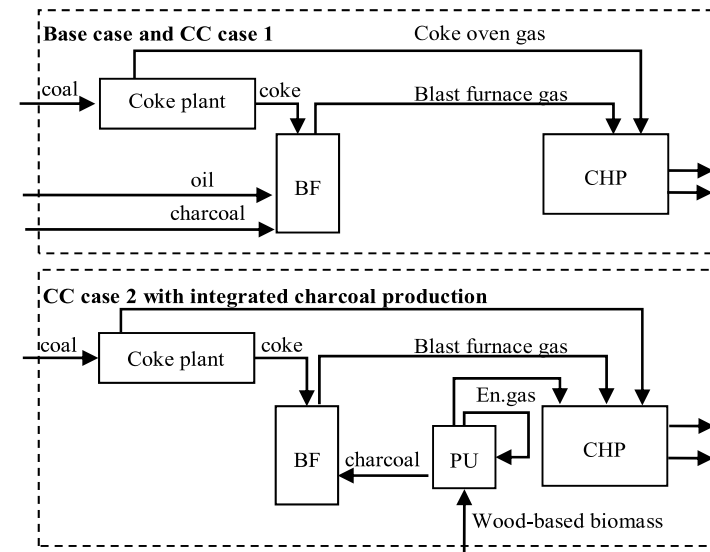 Base case and CC case 1
Coke oven gas
coal
Coke plant
coke
Blast furnace gas
BF
CHP
oil
charcoal
CC case 2 with integrated charcoal production
coal
Coke plant
coke
Blast furnace gas
En.gas
BF
charcoal
PU
CHP
Wood-based biomass